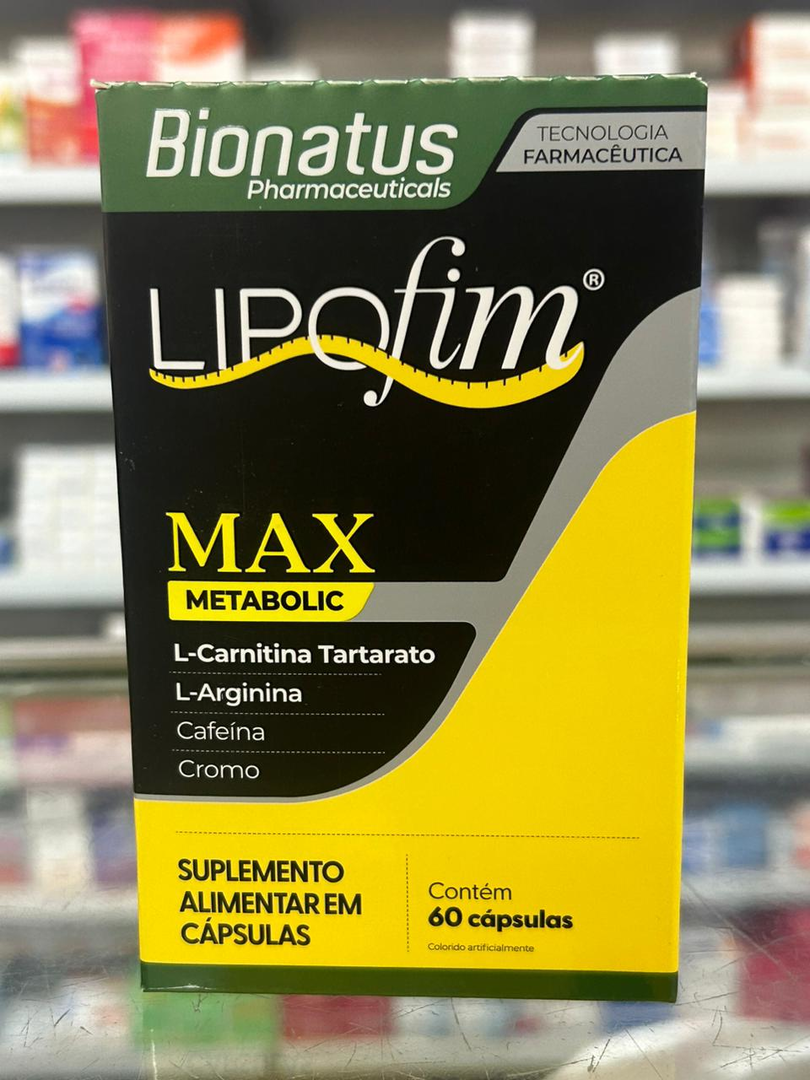 Bionatus
Pharmaceuticals
TECNOLOGIA
FARMACÊUTICA
LIPOfim®
MAX
METABOLIC
L-Carnitina Tartarato
L-Arginina
Cafeína
Cromo
SUPLEMENTO
ALIMENTAR EM
CÁPSULAS
Contém
60 cápsulas
Colorido artificialmente